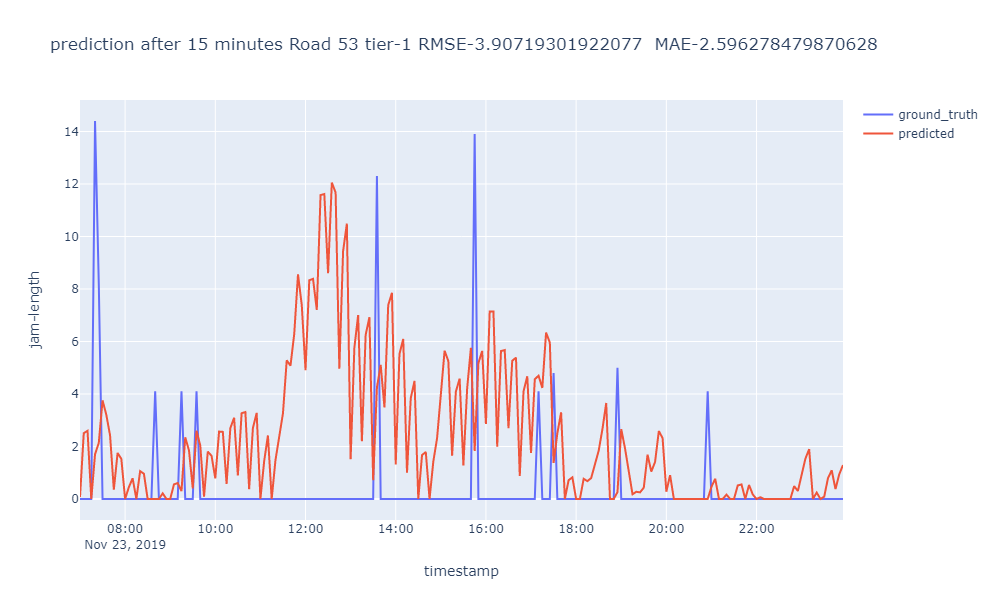 prediction after 15 minutes Road 53 tier-1 RMSE-3.90719301922077 MAE-2.596278479870628
ground_truth
predicted
14
12
10
8
6
4
2
0
jam-length
08:00 10:00 12:00 14:00 16:00 18:00 20:00 22:00
Nov 23, 2019
timestamp